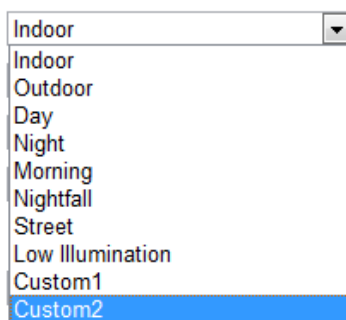 Indoor
Indoor
Outdoor
Day
Night
Morning
Nightfall
Street
Low Illumination
Custom1
Custom2